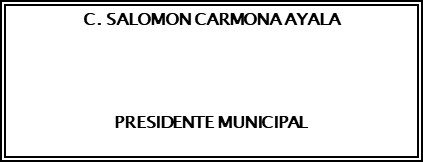 C. SALOMON CARMONA AYALA
PRESIDENTE MUNICIPAL